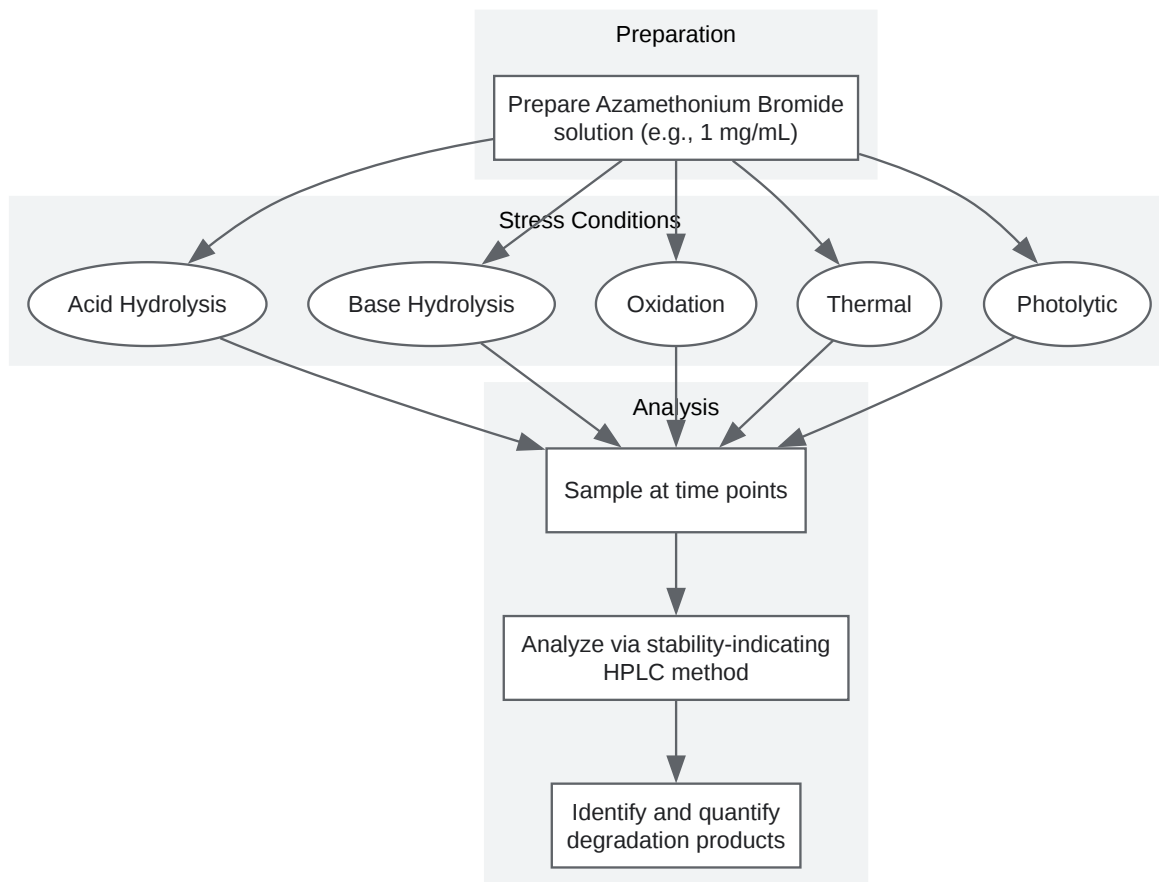 Preparation
Prepare Azamethonium Bromide
solution (e.g., 1 mg/mL)
Stress Conditions
Acid Hydrolysis
Base Hydrolysis
Oxidation
Thermal
Photolytic
Analysis
Sample at time points
Analyze via stability-indicating
HPLC method
Identify and quantify
degradation products